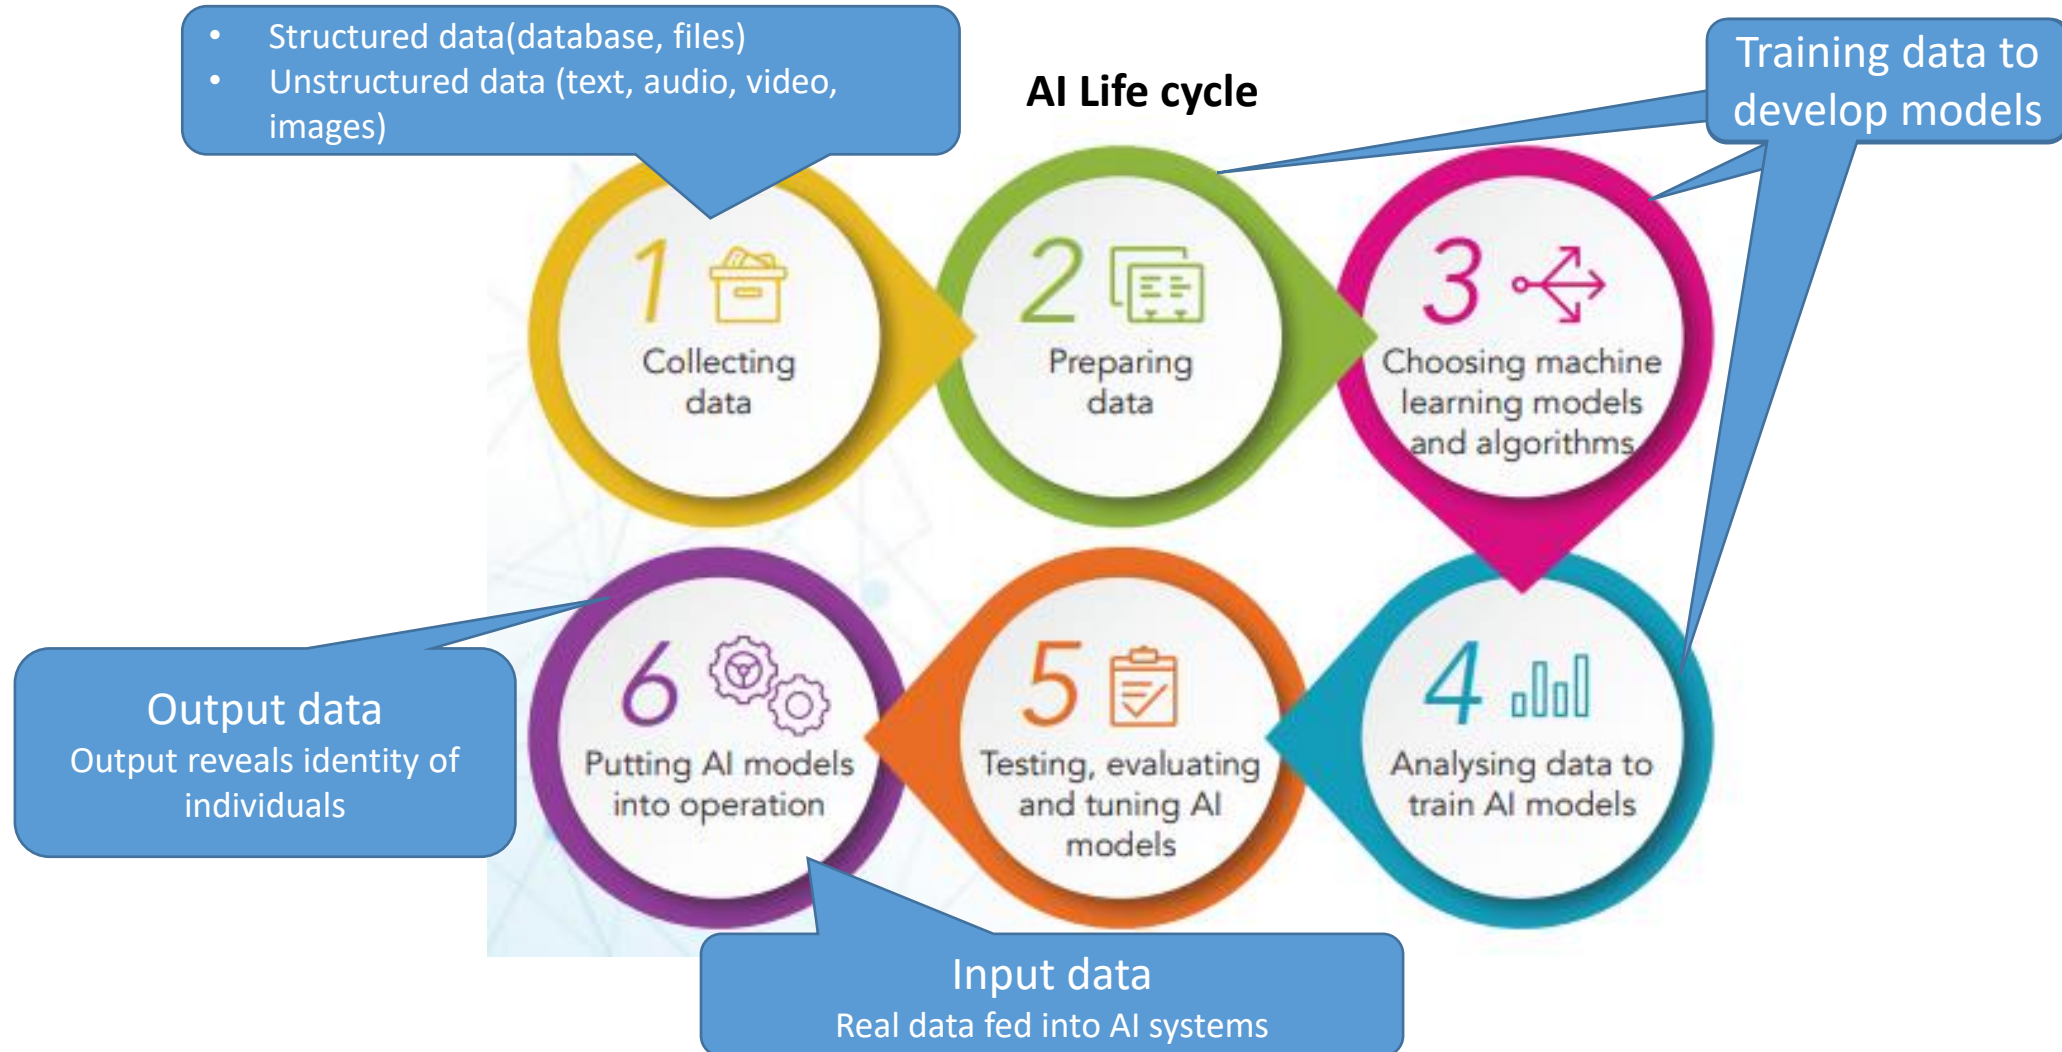 • Structured data(database, files)
• Unstructured data (text, audio, video,
images)
AI Life cycle
Training data to
develop models
1
Collecting
data
2
Preparing
data
3
Choosing machine
learning models
and algorithms
6
Putting AI models
into operation
5
Testing, evaluating
and tuning AI
models
4
Analysing data to
train AI models
Output data
Output reveals identity of
individuals
Input data
Real data fed into AI systems